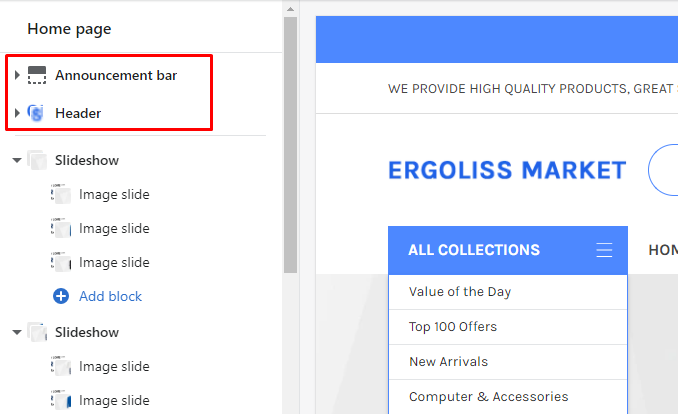 Home page
Announcement bar
Header
Slideshow
Image slide
Image slide
Image slide
Add block
Slideshow
Image slide
Image slide
WE PROVIDE HIGH QUALITY PRODUCTS, GREAT
ERGOLISS MARKET
ALL COLLECTIONS
HOM
Value of the Day
Top 100 Offers
New Arrivals
Computer & Accessories